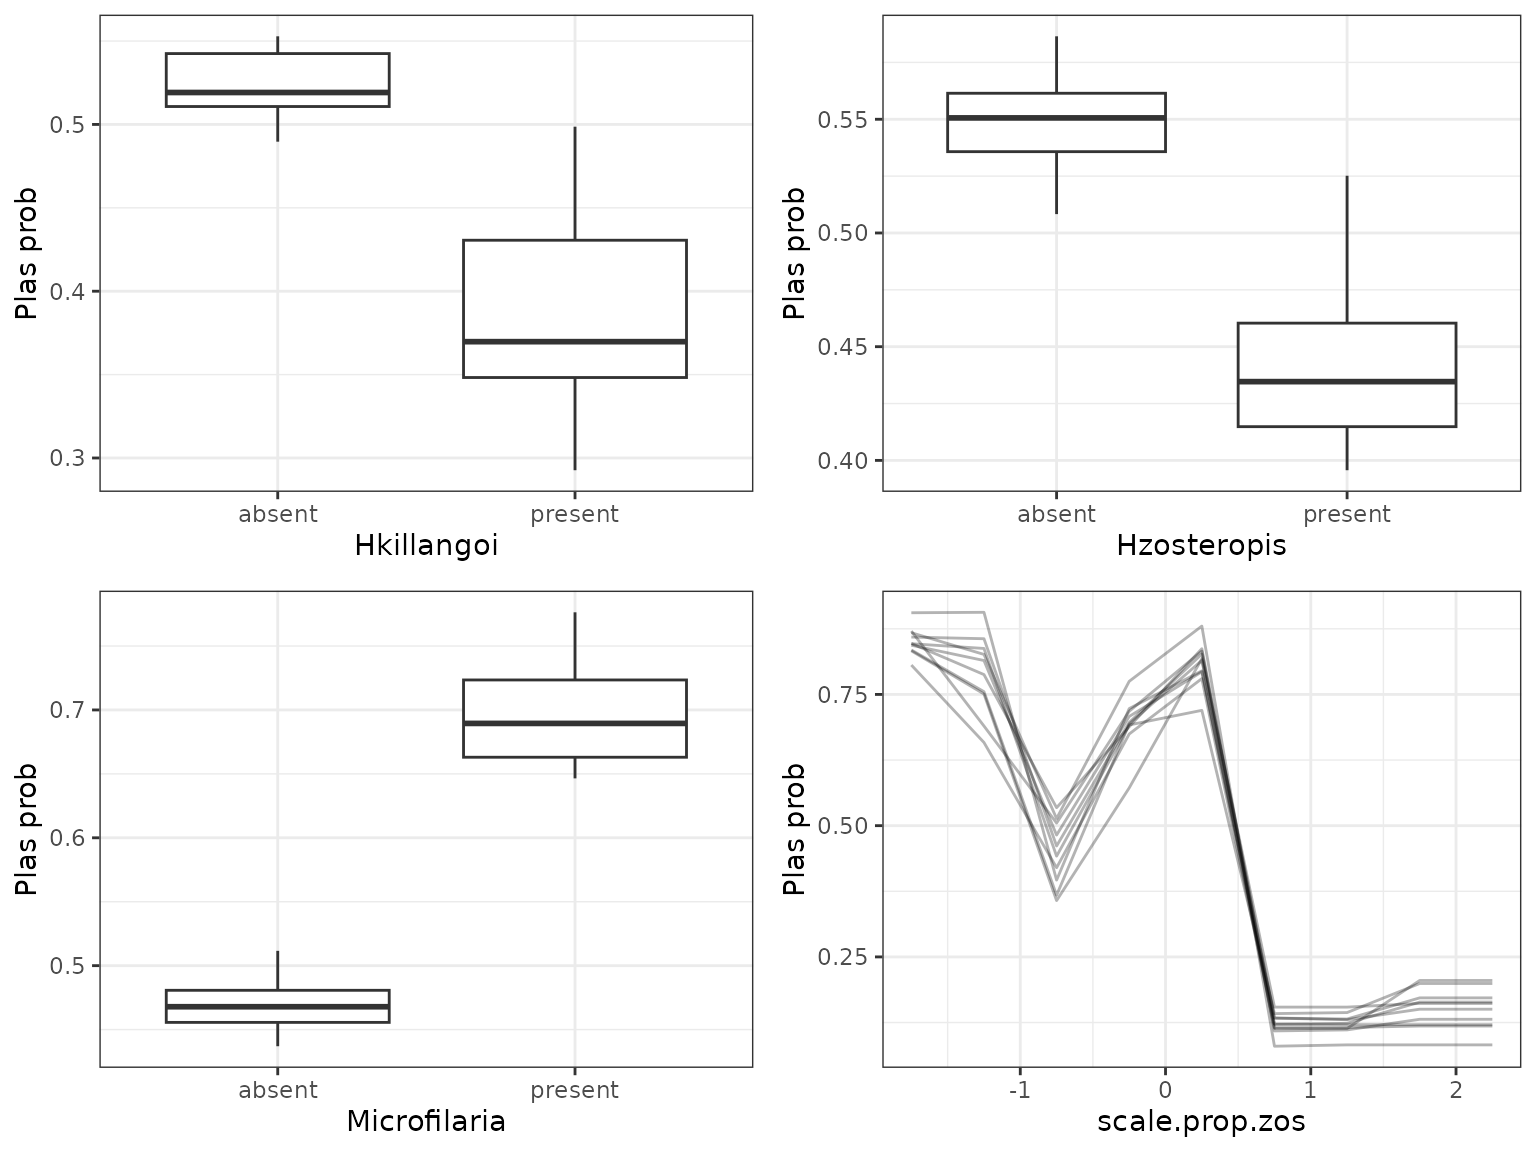 Plas prob
0.5
0.4
0.3
absent present
Hkillangoi
Plas prob
0.55
0.50
0.45
0.40
absent present
Hzosteropis
Plas prob
0.7
0.6
0.5
absent present
Microfilaria
Plas prob
0.75
0.50
0.25
-1 0 1 2
scale.prop.zos